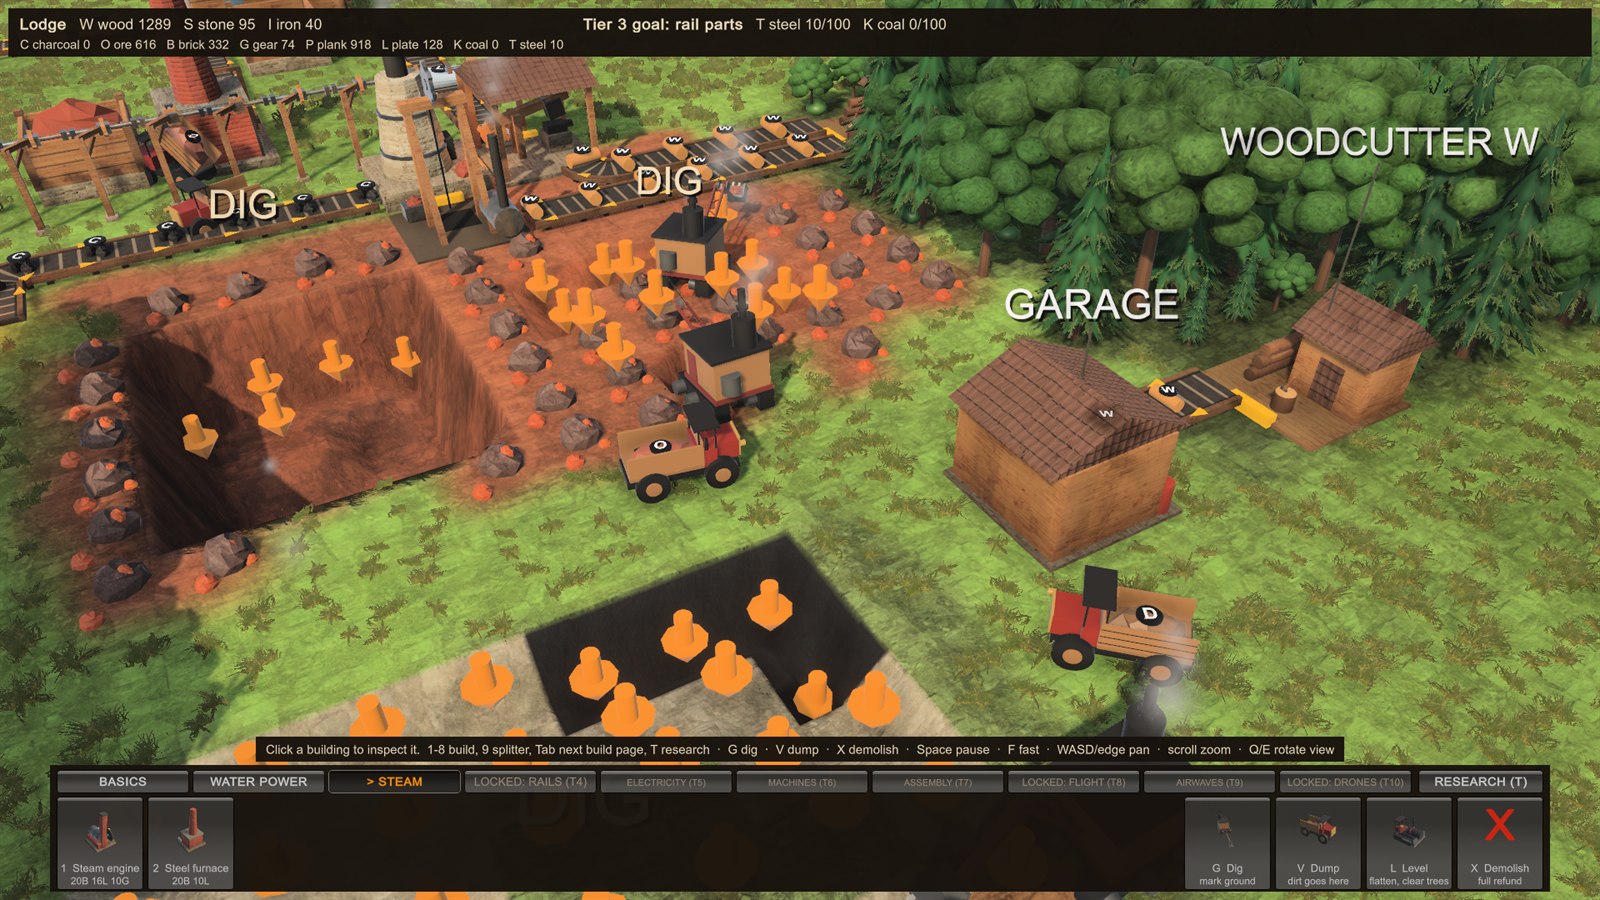 Lodge W wood 1289 S stone 95 I iron 40
Tier 3 goal: rail parts T steel 10/100 K coal 0/100
C charcoal 0 O ore 616 B brick 332 G gear 74 P plank 918 L plate 128 K coal 0 T steel 10
WOODCUTTER W
DIG
DIG
GARAGE
W
W
W
W
W
W
W
W
W
W
C
C
C
C
C
C
W
W
O
D
Click a building to inspect it. 1-8 build, 9 splitter, Tab next build page, T research · G dig · V dump · X demolish · Space pause · F fast · WASD/edge pan · scroll zoom · Q/E rotate view
BASICS
WATER POWER
> STEAM
LOCKED: RAILS (T4)
ELECTRICITY (T5)
MACHINES (T6)
ASSEMBLY (T7)
LOCKED: FLIGHT (T8)
AIRWAVES (T9)
LOCKED: DRONES (T10)
RESEARCH (T)
DIG
1 Steam engine
20B 16L 10G
2 Steel furnace
20B 10L
G Dig
mark ground
V Dump
dirt goes here
L Level
flatten, clear trees
X Demolish
full refund